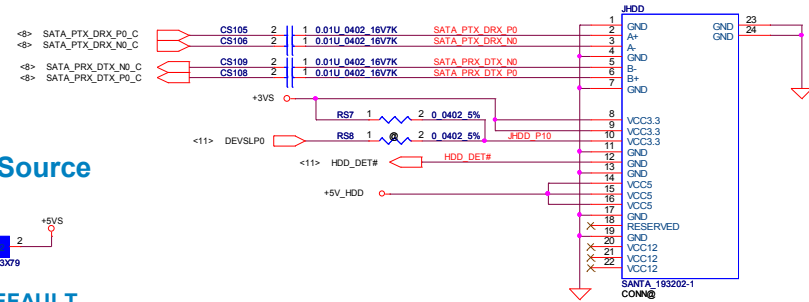 JHDD
<8> SATA_PTX_DRX_P0_C CS105 2 1 0.01U_0402_16V7K SATA_PTX_DRX_P0
<8> SATA_PTX_DRX_N0_C CS106 2 1 0.01U_0402_16V7K SATA_PTX_DRX_N0
<8> SATA_PRX_DTX_N0_C CS109 2 1 0.01U_0402_16V7K SATA_PRX_DTX_N0
<8> SATA_PRX_DTX_P0_C CS108 2 1 0.01U_0402_16V7K SATA_PRX_DTX_P0
+3VS
RS7 1 2 0_0402_5%
<11> DEVSLP0 RS8 1 @ 2 0_0402_5% JHDD_P10
<11> HDD_DET# HDD_DET#
+5V_HDD
1 GND
2 A+
3 A-
4 GND
5 B-
6 B+
7 GND
8 VCC3.3
9 VCC3.3
10 VCC3.3
11 GND
12 GND
13 GND
14 VCC5
15 VCC5
16 VCC5
17 GND
18 RESERVED
19 GND
20 VCC12
21 VCC12
22 VCC12
GND 23
GND 24
SANTA_193202-1
CONN@
Source
+5VS
2
3X79